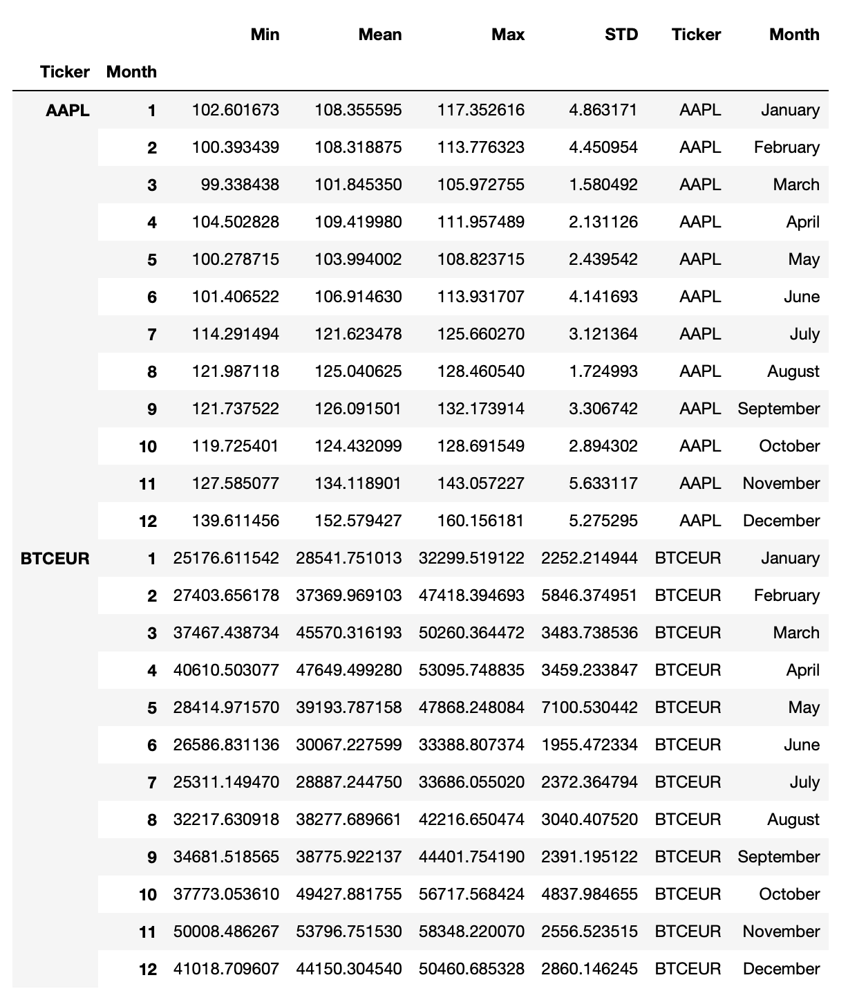 Min Mean Max STD Ticker Month
Ticker Month
AAPL 1 102.601673 108.355595 117.352616 4.863171 AAPL January
2 100.393439 108.318875 113.776323 4.450954 AAPL February
3 99.338438 101.845350 105.972755 1.580492 AAPL March
4 104.502828 109.419980 111.957489 2.131126 AAPL April
5 100.278715 103.994002 108.823715 2.439542 AAPL May
6 101.406522 106.914630 113.931707 4.141693 AAPL June
7 114.291494 121.623478 125.660270 3.121364 AAPL July
8 121.987118 125.040625 128.460540 1.724993 AAPL August
9 121.737522 126.091501 132.173914 3.306742 AAPL September
10 119.725401 124.432099 128.691549 2.894302 AAPL October
11 127.585077 134.118901 143.057227 5.633117 AAPL November
12 139.611456 152.579427 160.156181 5.275295 AAPL December
BTCEUR 1 25176.611542 28541.751013 32299.519122 2252.214944 BTCEUR January
2 27403.656178 37369.969103 47418.394693 5846.374951 BTCEUR February
3 37467.438734 45570.316193 50260.364472 3483.738536 BTCEUR March
4 40610.503077 47649.499280 53095.748835 3459.233847 BTCEUR April
5 28414.971570 39193.787158 47868.248084 7100.530442 BTCEUR May
6 26586.831136 30067.227599 33388.807374 1955.472334 BTCEUR June
7 25311.149470 28887.244750 33686.055020 2372.364794 BTCEUR July
8 32217.630918 38277.689661 42216.650474 3040.407520 BTCEUR August
9 34681.518565 38775.922137 44401.754190 2391.195122 BTCEUR September
10 37773.053610 49427.881755 56717.568424 4837.984655 BTCEUR October
11 50008.486267 53796.751530 58348.220070 2556.523515 BTCEUR November
12 41018.709607 44150.304540 50460.685328 2860.146245 BTCEUR December